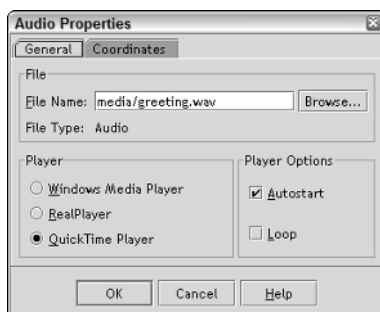 Audio Properties
General Coordinates
File
File Name: media/greeting.wav Browse...
File Type: Audio
Player
Windows Media Player
RealPlayer
QuickTime Player
Player Options
Autostart
Loop
OK Cancel Help